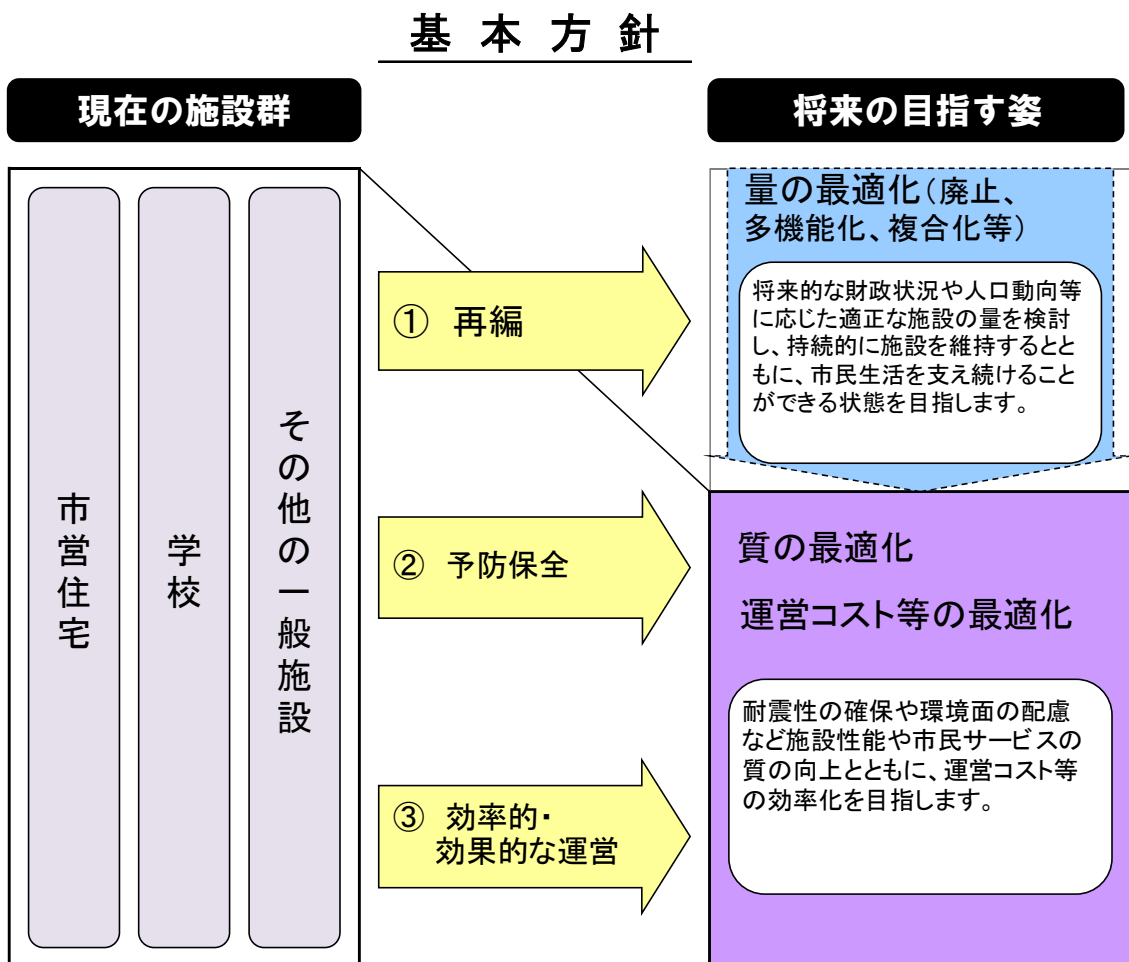 基本方針
現在の施設群
将来の目指す姿
市営住宅
学校
その他の一般施設
① 再編
② 予防保全
③ 効率的・
効果的な運営
量の最適化(廃止、
多機能化、複合化等)
将来的な財政状況や人口動向等
に応じた適正な施設の量を検討
し、持続的に施設を維持するとと
もに、市民生活を支え続けること
ができる状態を目指します。
質の最適化
運営コスト等の最適化
耐震性の確保や環境面の配慮
など施設性能や市民サービスの
質の向上とともに、運営コスト等
の効率化を目指します。